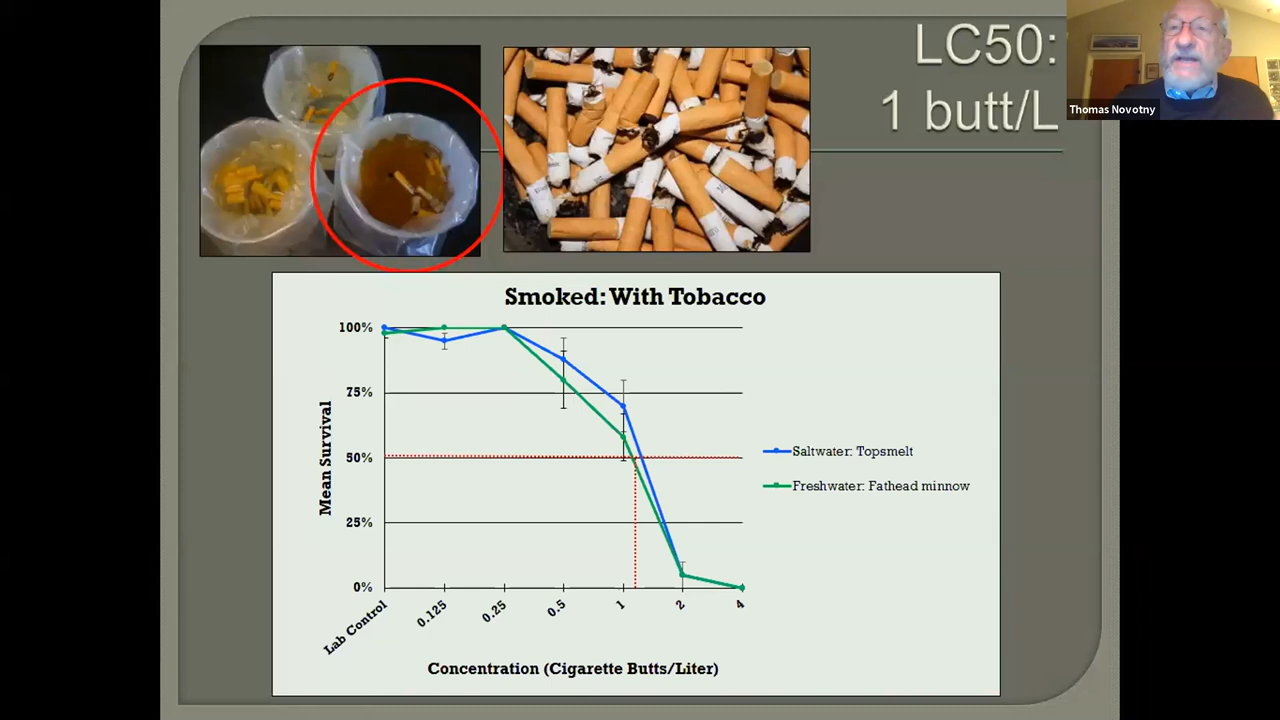 LC50:
1 butt/L
Thomas Novotny
Smoked: With Tobacco
100%
75%
50%
25%
0%
Mean Survival
Saltwater: Topsmelt
Freshwater: Fathead minnow
Lab Control
0.125
0.25
0.5
1
2
4
Concentration (Cigarette Butts/Liter)